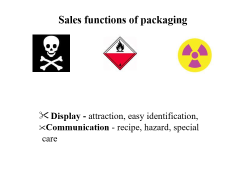 Sales functions of packaging
Display - attraction, easy identification,
Communication - recipe, hazard, special
care